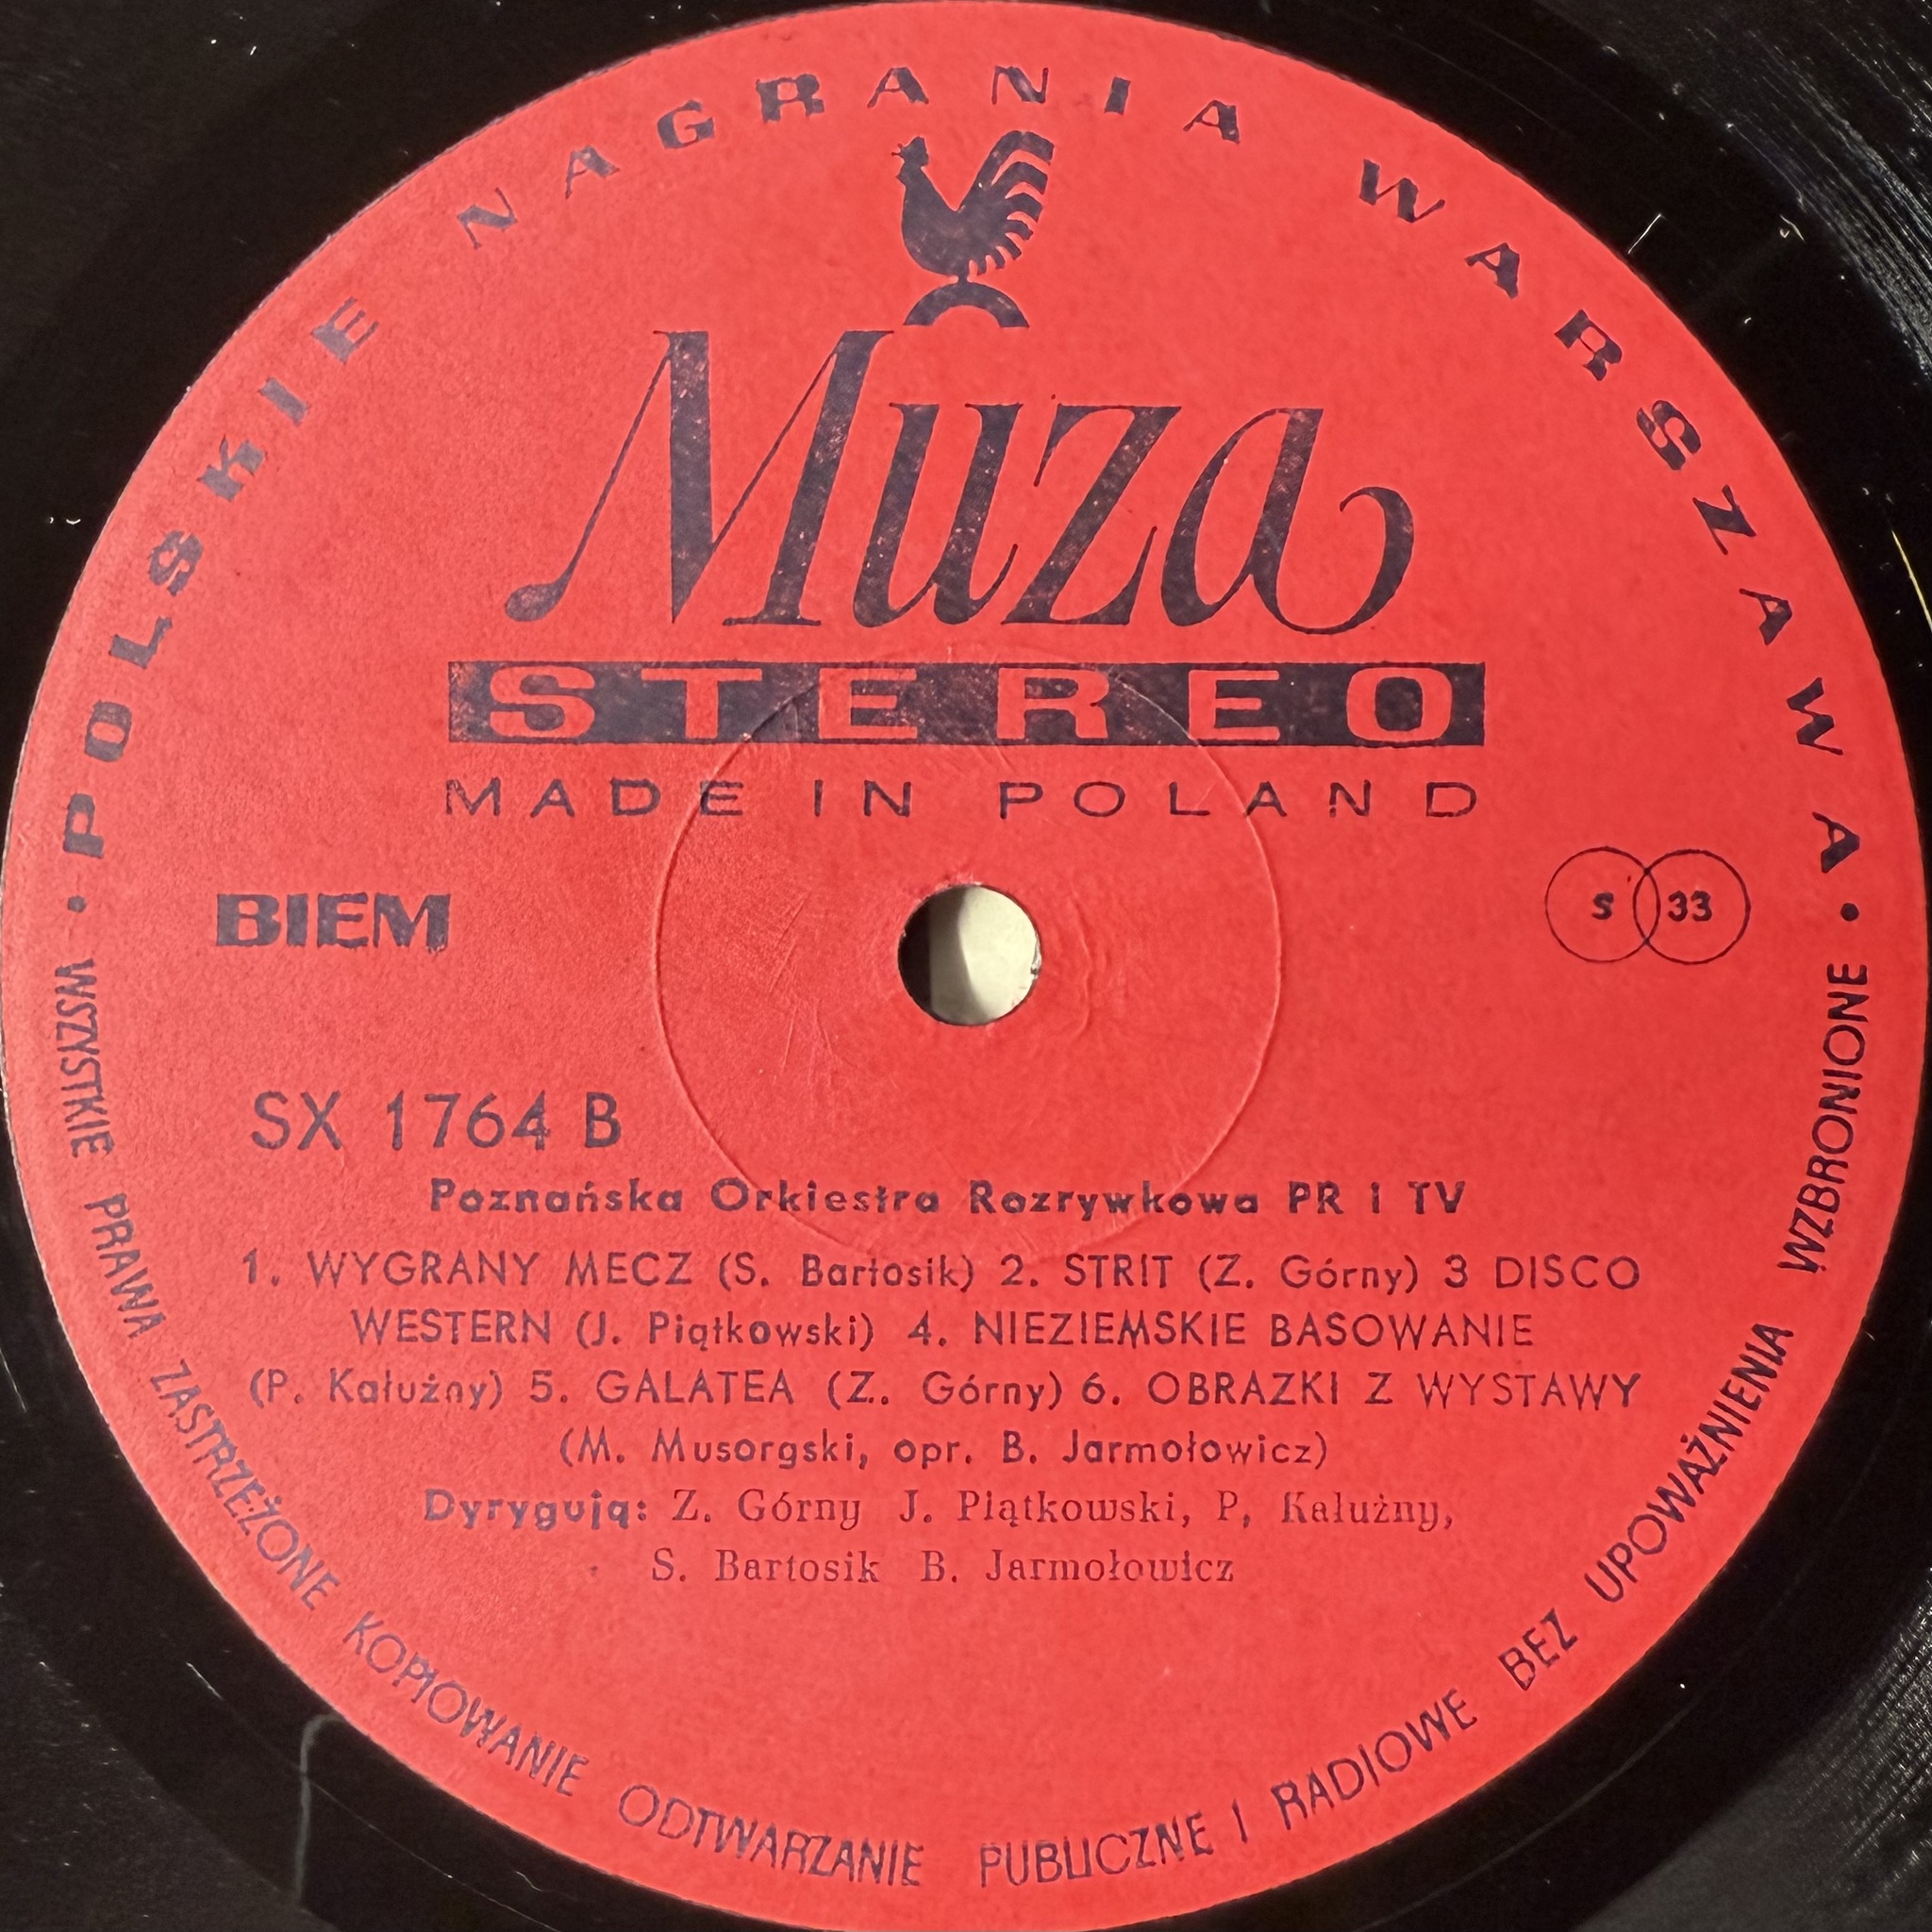 POLSKIE NAGRANIA WARSZAWA
Muza
STEREO
MADE IN POLAND
BIEM
S 33
SX 1764 B
Poznańska Orkiestra Rozrywkowa PR i TV
1. WYGRANY MECZ (S. Bartosik) 2. STRIT (Z. Górny) 3 DISCO
WESTERN (J. Piątkowski) 4. NIEZIEMSKIE BASOWANIE
(P. Kałużny) 5. GALATEA (Z. Górny) 6. OBRAZKI Z WYSTAWY
(M. Musorgski, opr. B. Jarmołowicz)
Dyrygują: Z. Górny J. Piątkowski, P, Kałużny,
S. Bartosik B. Jarmołowicz
• WSZYSTKIE PRAWA ZASTRZEŻONE KOPIOWANIE ODTWARZANIE PUBLICZNE I RADIOWE BEZ UPOWAŻNIENIA WZBRONIONE •